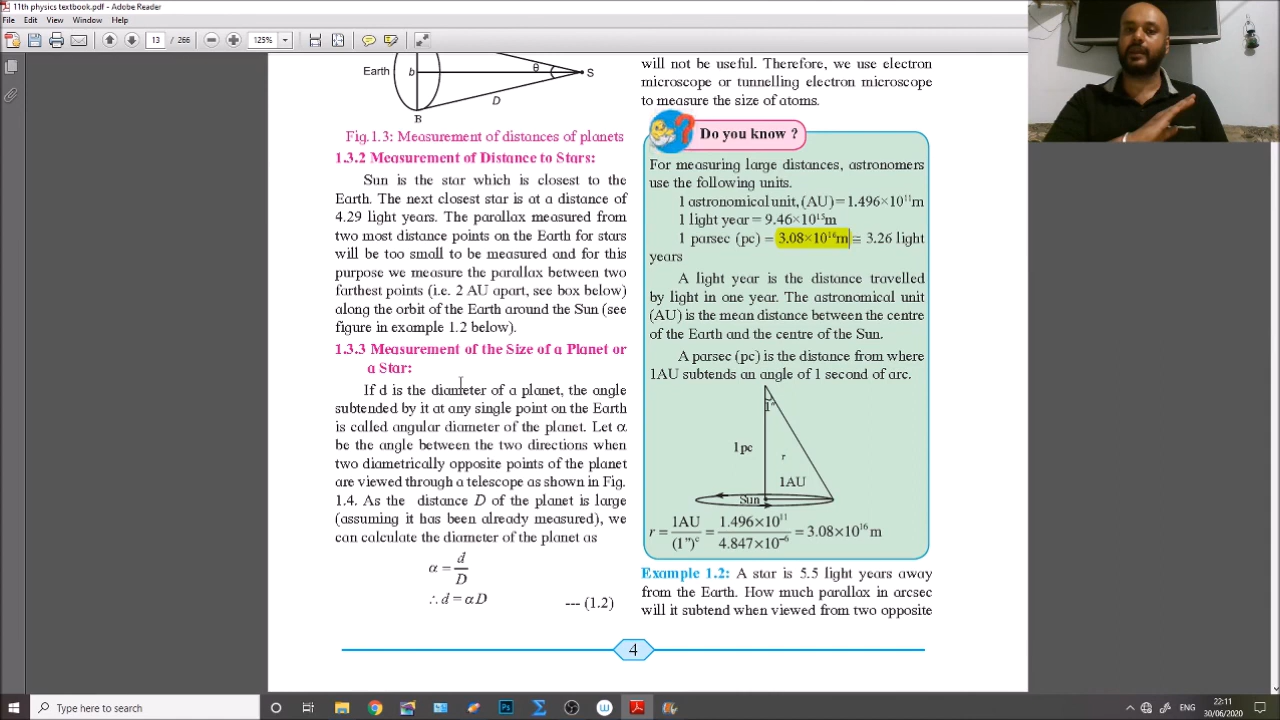 11th physics textbook.pdf - Adobe Reader
File Edit View Window Help
13 / 266 125%
Earth b θ S
D
B
Fig.1.3: Measurement of distances of planets
1.3.2 Measurement of Distance to Stars:
Sun is the star which is closest to the
Earth. The next closest star is at a distance of
4.29 light years. The parallax measured from
two most distance points on the Earth for stars
will be too small to be measured and for this
purpose we measure the parallax between two
farthest points (i.e. 2 AU apart, see box below)
along the orbit of the Earth around the Sun (see
figure in example 1.2 below).
1.3.3 Measurement of the Size of a Planet or
a Star:
If d is the diameter of a planet, the angle
subtended by it at any single point on the Earth
is called angular diameter of the planet. Let α
be the angle between the two directions when
two diametrically opposite points of the planet
are viewed through a telescope as shown in Fig.
1.4. As the distance D of the planet is large
(assuming it has been already measured), we
can calculate the diameter of the planet as
α = d/D
∴ d = αD --- (1.2)
will not be useful. Therefore, we use electron
microscope or tunnelling electron microscope
to measure the size of atoms.
Do you know ?
For measuring large distances, astronomers
use the following units.
1 astronomical unit, (AU) = 1.496×10¹¹m
1 light year = 9.46×10¹⁵m
1 parsec (pc) = 3.08×10¹⁶m ≅ 3.26 light
years
A light year is the distance travelled
by light in one year. The astronomical unit
(AU) is the mean distance between the centre
of the Earth and the centre of the Sun.
A parsec (pc) is the distance from where
1AU subtends an angle of 1 second of arc.
1"
1pc
r
1AU
Sun
r = 1AU/(1")ᶜ = 1.496×10¹¹/4.847×10⁻⁶ = 3.08×10¹⁶ m
Example 1.2: A star is 5.5 light years away
from the Earth. How much parallax in arcsec
will it subtend when viewed from two opposite
4
Type here to search
Ps
ENG
22:11
30/06/2020